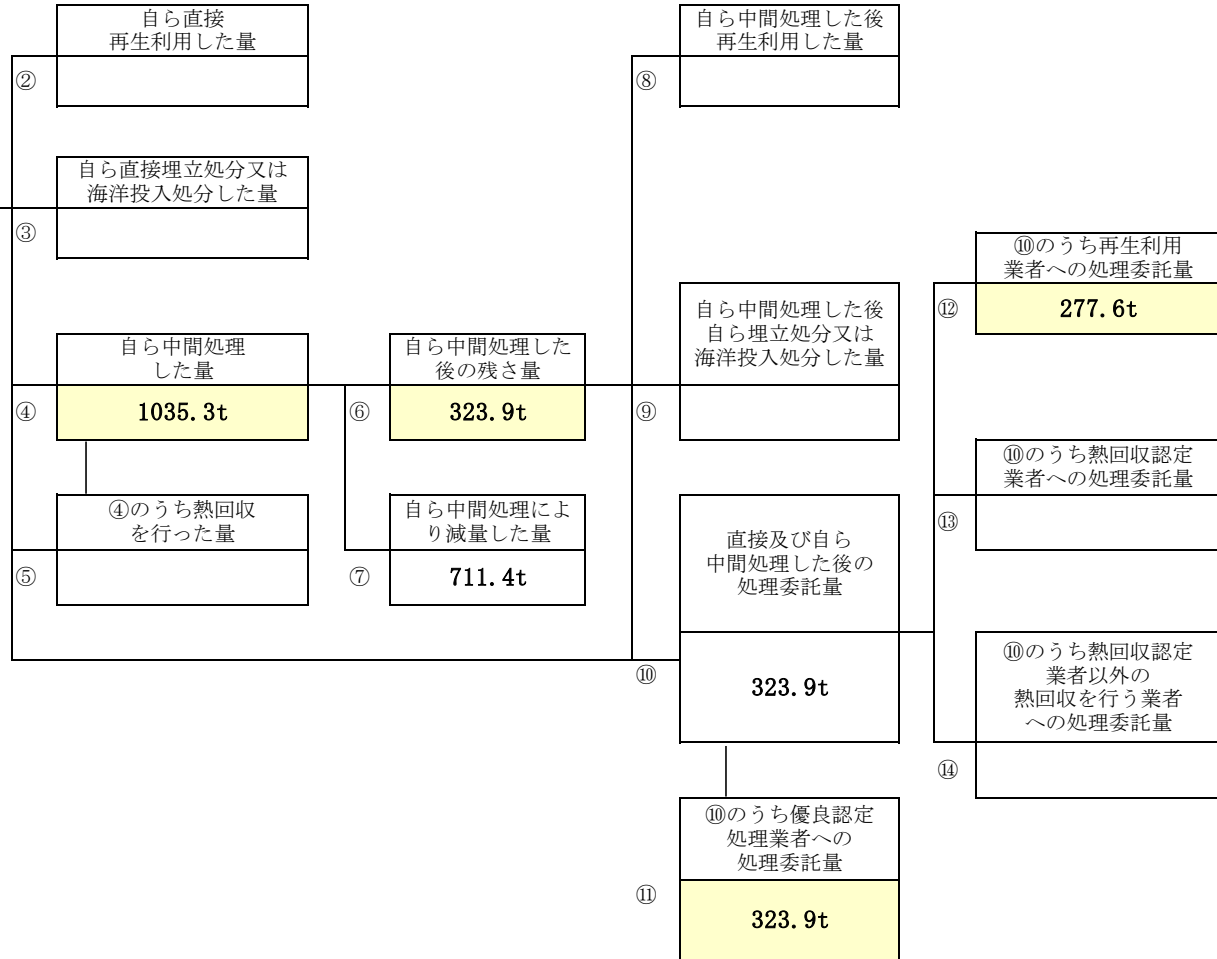 自ら直接
再生利用した量
②
自ら直接埋立処分又は
海洋投入処分した量
③
自ら中間処理
した量
④
1035.3t
④のうち熱回収
を行った量
⑤
自ら中間処理した
後の残さ量
⑥
323.9t
自ら中間処理によ
り減量した量
⑦
711.4t
自ら中間処理した後
再生利用した量
⑧
自ら中間処理した後
自ら埋立処分又は
海洋投入処分した量
⑨
直接及び自ら
中間処理した後の
処理委託量
⑩
323.9t
⑩のうち優良認定
処理業者への
処理委託量
⑪
323.9t
⑩のうち再生利用
業者への処理委託量
⑫
277.6t
⑩のうち熱回収認定
業者への処理委託量
⑬
⑩のうち熱回収認定
業者以外の
熱回収を行う業者
への処理委託量
⑭